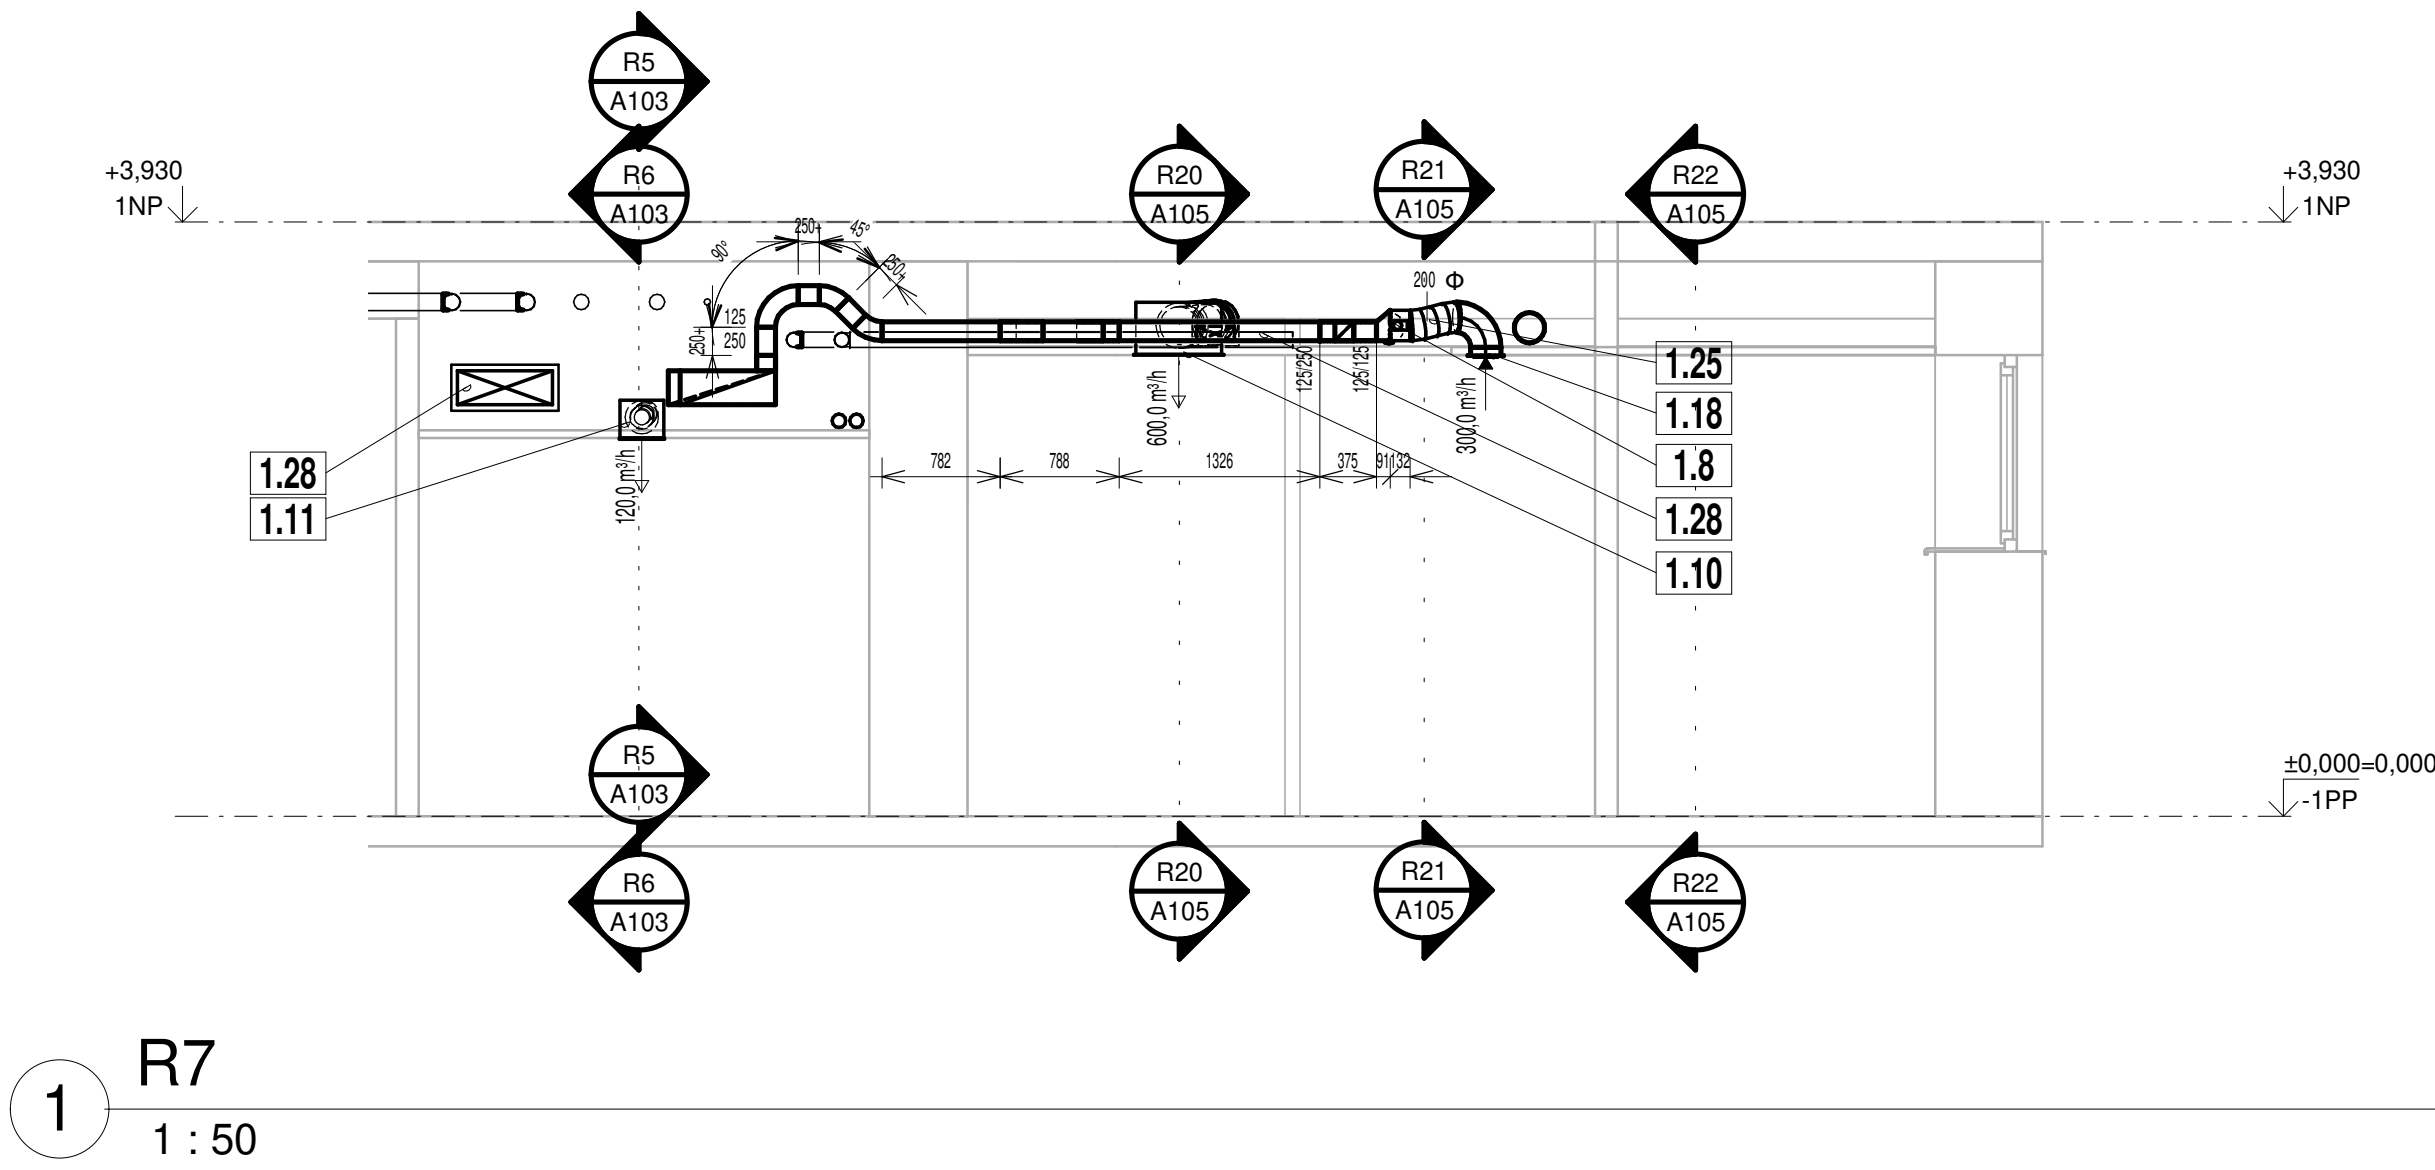 R5
A103
R6
A103
R20
A105
R21
A105
R22
A105
+3,930
1NP
+3,930
1NP
90°
250+
45°
250+
200 Φ
125
250
250+
125/250
125/125
1.25
1.18
1.8
1.28
1.10
1.28
1.11
120,0 m³/h
600,0 m³/h
300,0 m³/h
782
788
1326
375
91
132
R5
A103
R6
A103
R20
A105
R21
A105
R22
A105
±0,000=0,000
-1PP
1
R7
1 : 50